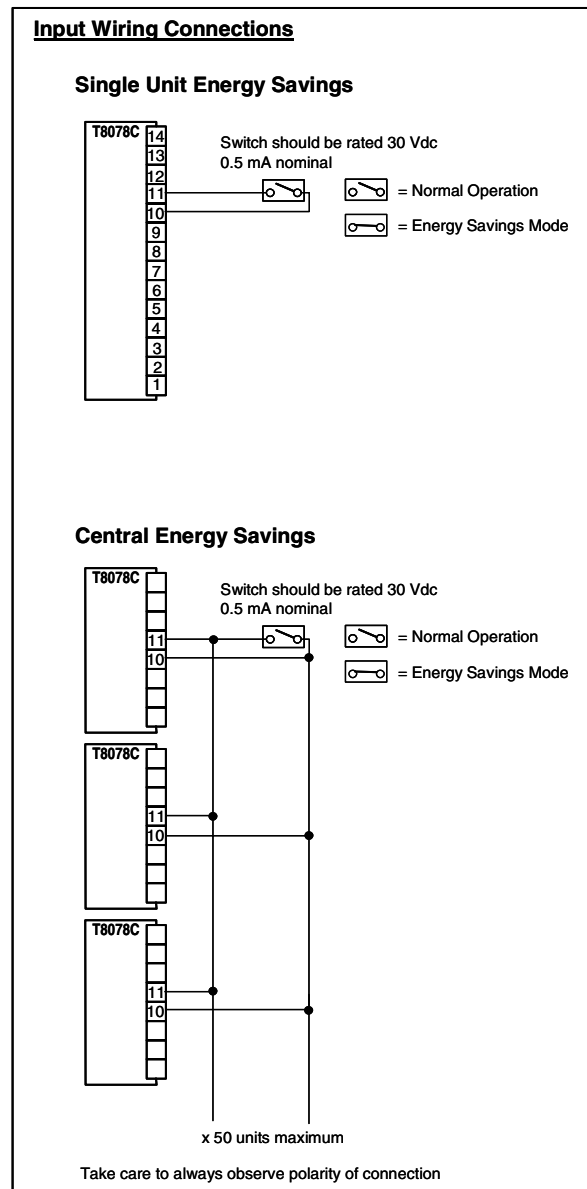 Input Wiring Connections
Single Unit Energy Savings
T8078C
14
13
12
11
10
9
8
7
6
5
4
3
2
1
Switch should be rated 30 Vdc
0.5 mA nominal
= Normal Operation
= Energy Savings Mode
Central Energy Savings
T8078C
11
10
Switch should be rated 30 Vdc
0.5 mA nominal
= Normal Operation
= Energy Savings Mode
T8078C
11
10
T8078C
11
10
x 50 units maximum
Take care to always observe polarity of connection